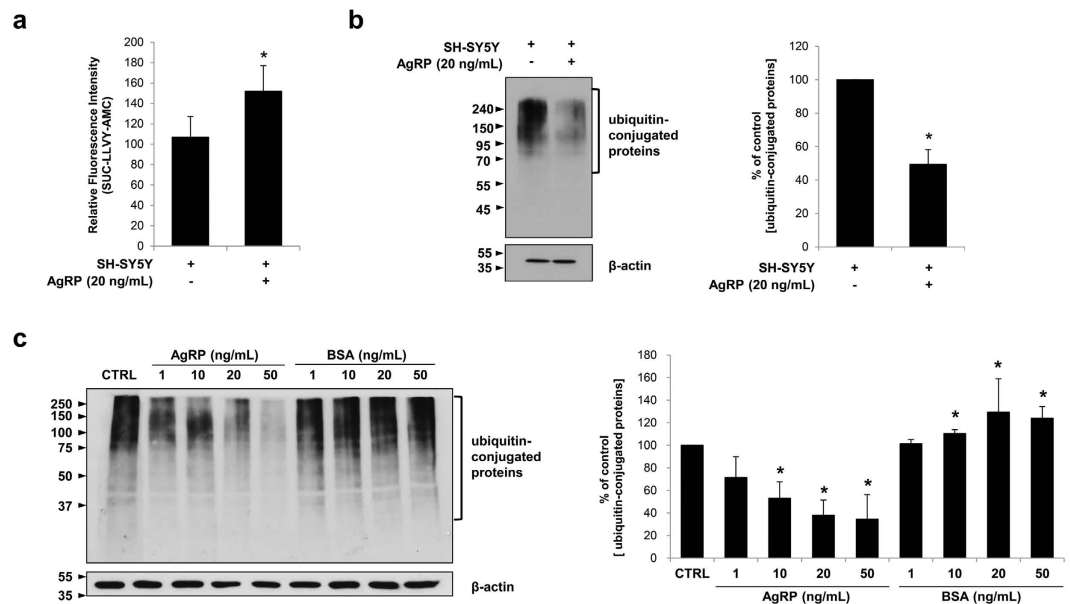 a
Relative Fluorescence Intensity
(SUC-LLVY-AMC)
200
180
160
140
120
100
80
60
40
20
0
*
SH-SY5Y + +
AgRP (20 ng/mL) - +
b
SH-SY5Y + +
AgRP (20 ng/mL) - +
240
150
95
70
55
45
ubiquitin-
conjugated
proteins
55
35
β-actin
% of control
[ubiquitin-conjugated proteins]
120
100
80
60
40
20
0
*
SH-SY5Y + +
AgRP (20 ng/mL) - +
c
AgRP (ng/mL) BSA (ng/mL)
CTRL 1 10 20 50 1 10 20 50
250
150
100
75
50
37
ubiquitin-
conjugated
proteins
55
35
β-actin
% of control
[ ubiquitin-conjugated proteins]
180
160
140
120
100
80
60
40
20
0
* * * * * *
CTRL 1 10 20 50 1 10 20 50
AgRP (ng/mL) BSA (ng/mL)